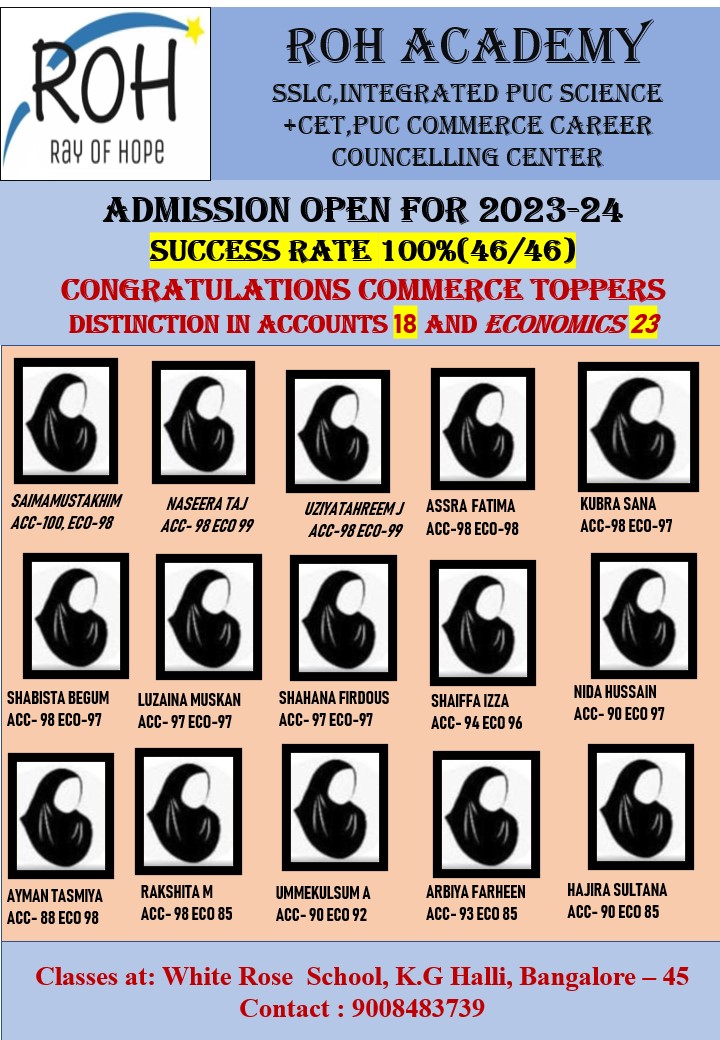 ROH
RAY OF HOPE
ROH ACADEMY
SSLC,INTEGRATED PUC SCIENCE
+CET,PUC COMMERCE CAREER
COUNCELLING CENTER
ADMISSION OPEN FOR 2023-24
SUCCESS RATE 100%(46/46)
CONGRATULATIONS COMMERCE TOPPERS
DISTINCTION IN ACCOUNTS 18 AND ECONOMICS 23
SAIMAMUSTAKHIM
ACC-100, ECO-98
NASEERA TAJ
ACC- 98 ECO 99
UZIYATAHREEM J
ACC-98 ECO-99
ASSRA FATIMA
ACC-98 ECO-98
KUBRA SANA
ACC-98 ECO-97
SHABISTA BEGUM
ACC- 98 ECO-97
LUZAINA MUSKAN
ACC- 97 ECO-97
SHAHANA FIRDOUS
ACC- 97 ECO-97
SHAIFFA IZZA
ACC- 94 ECO 96
NIDA HUSSAIN
ACC- 90 ECO 97
AYMAN TASMIYA
ACC- 88 ECO 98
RAKSHITA M
ACC- 98 ECO 85
UMMEKULSUM A
ACC- 90 ECO 92
ARBIYA FARHEEN
ACC- 93 ECO 85
HAJIRA SULTANA
ACC- 90 ECO 85
Classes at: White Rose School, K.G Halli, Bangalore – 45
Contact : 9008483739